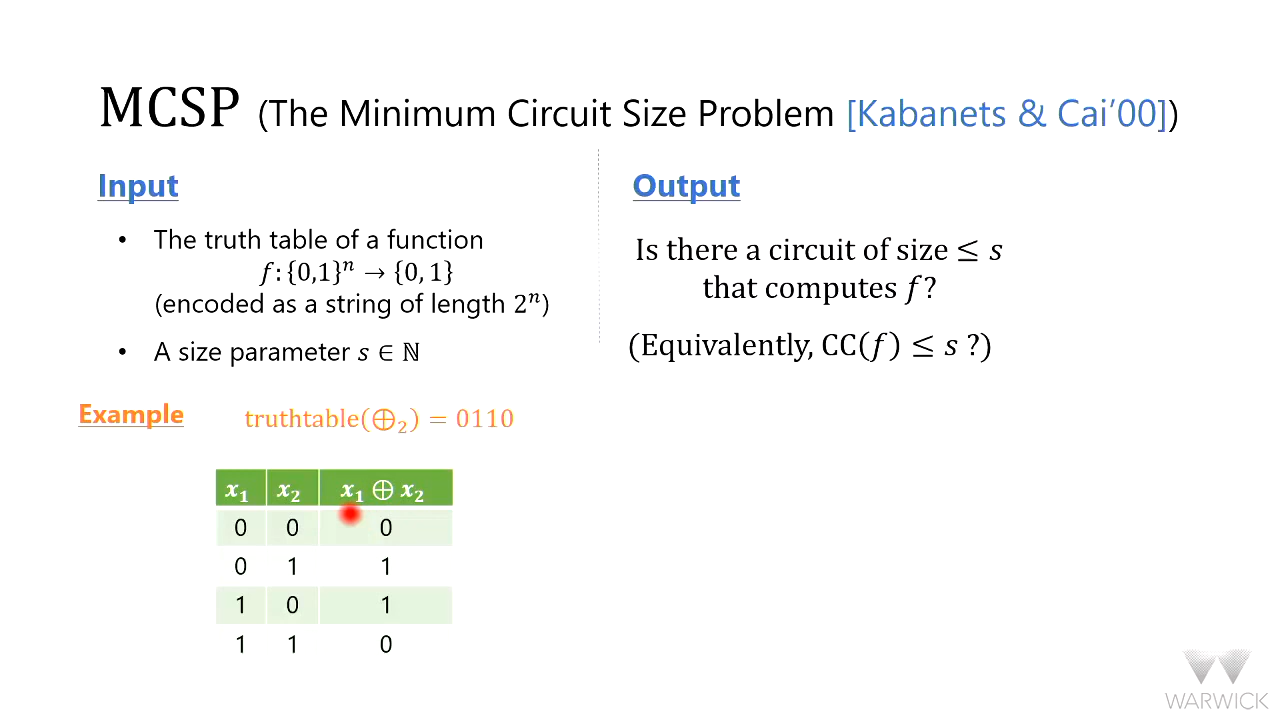 MCSP (The Minimum Circuit Size Problem [Kabanets & Cai’00])
Input
• The truth table of a function
f: {0,1}ⁿ → {0, 1}
(encoded as a string of length 2ⁿ)
• A size parameter s ∈ ℕ
Output
Is there a circuit of size ≤ s
that computes f?
(Equivalently, CC(f) ≤ s ?)
Example
truthtable(⊕₂) = 0110
x₁ x₂ x₁ ⊕ x₂
0 0 0
0 1 1
1 0 1
1 1 0
WARWICK